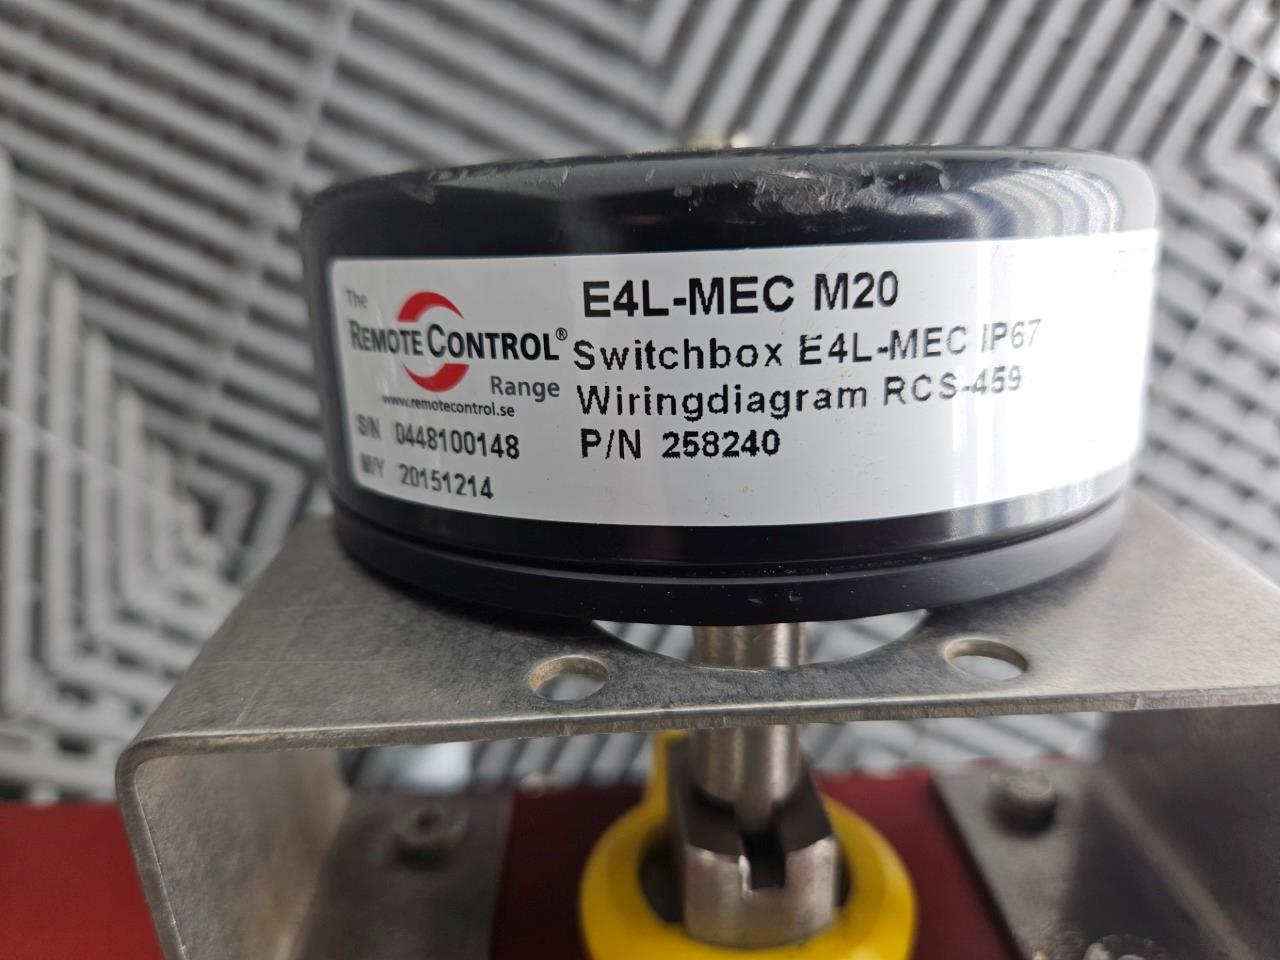 The
REMOTE CONTROL®
Range
www.remotecontrol.se
S/N 0448100148
M/Y 20151214
E4L-MEC M20
Switchbox E4L-MEC IP67
Wiringdiagram RCS-459
P/N 258240